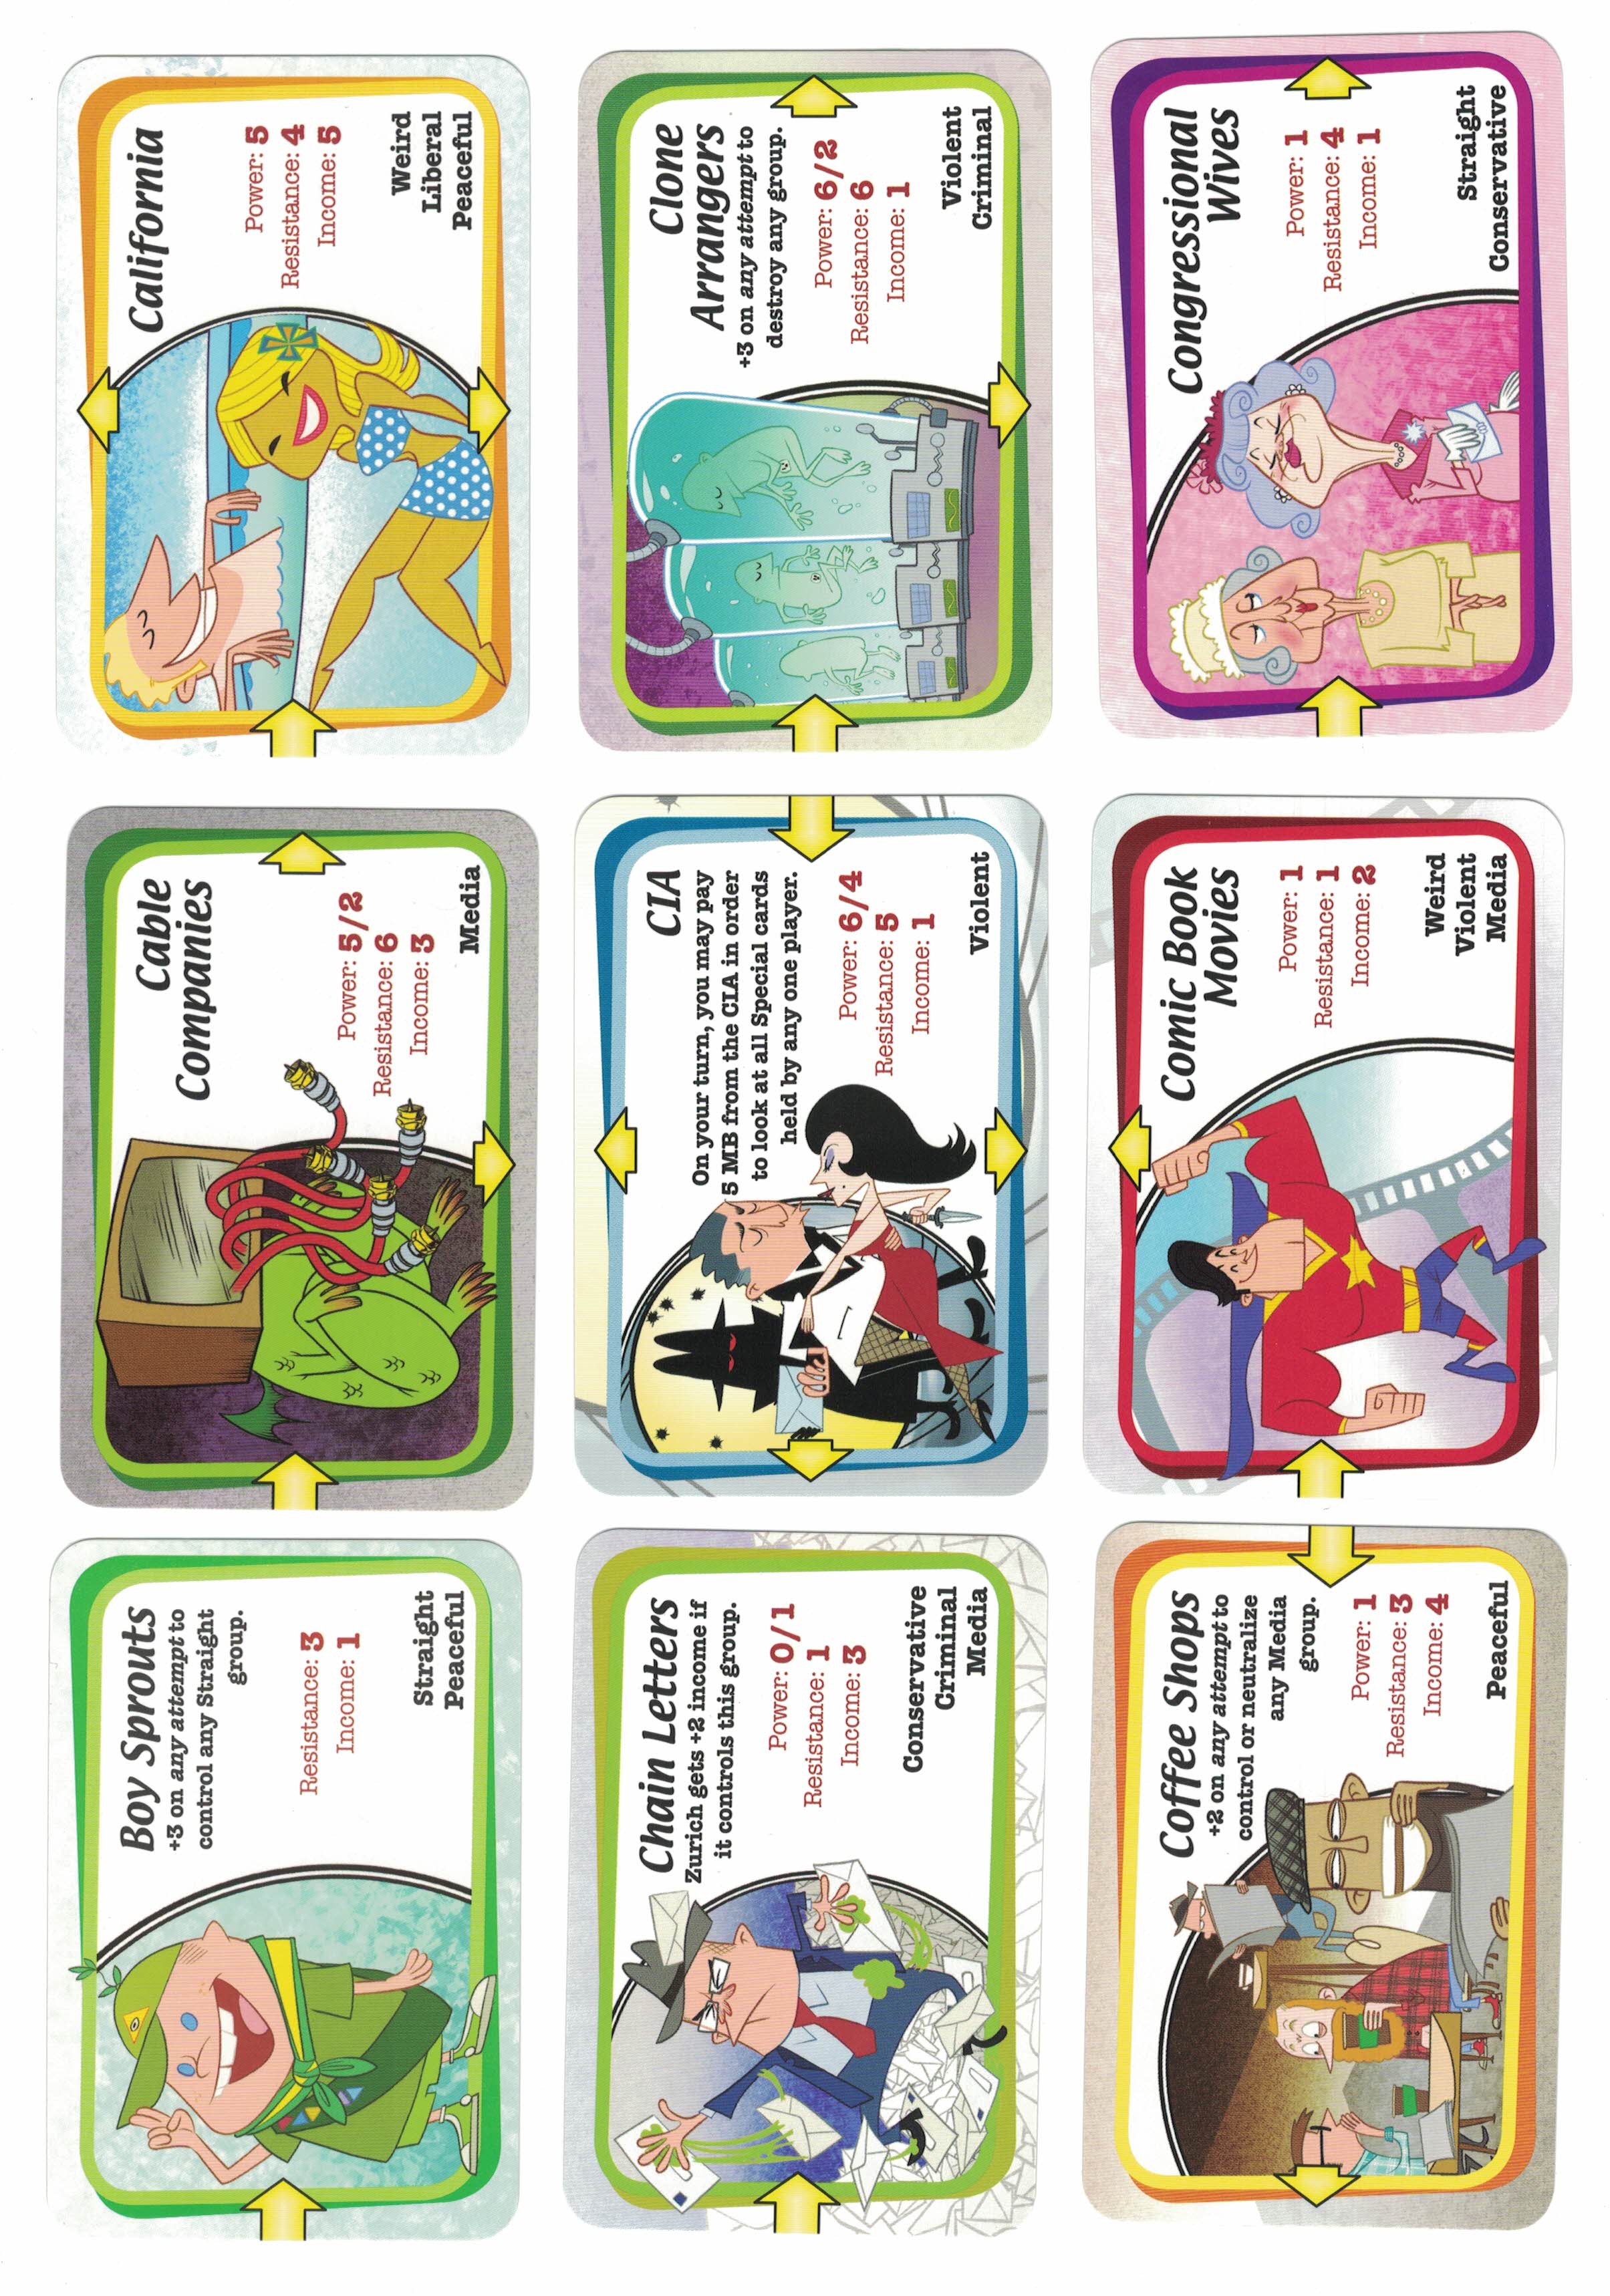 Boy Sprouts
+3 on any attempt to
control any Straight
group.
Resistance: 3
Income: 1
Straight
Peaceful
Cable
Companies
Power: 5/2
Resistance: 6
Income: 3
Media
California
Power: 5
Resistance: 4
Income: 5
Weird
Liberal
Peaceful
Chain Letters
Zurich gets +2 income if
it controls this group.
Power: 0/1
Resistance: 1
Income: 3
Conservative
Criminal
Media
CIA
On your turn, you may pay
5 MB from the CIA in order
to look at all Special cards
held by any one player.
Power: 6/4
Resistance: 5
Income: 1
Violent
Clone
Arrangers
+3 on any attempt to
destroy any group.
Power: 6/2
Resistance: 6
Income: 1
Violent
Criminal
Coffee Shops
+2 on any attempt to
control or neutralize
any Media
group.
Power: 1
Resistance: 3
Income: 4
Peaceful
Comic Book
Movies
Power: 1
Resistance: 1
Income: 2
Weird
Violent
Media
Congressional
Wives
Power: 1
Resistance: 4
Income: 1
Straight
Conservative